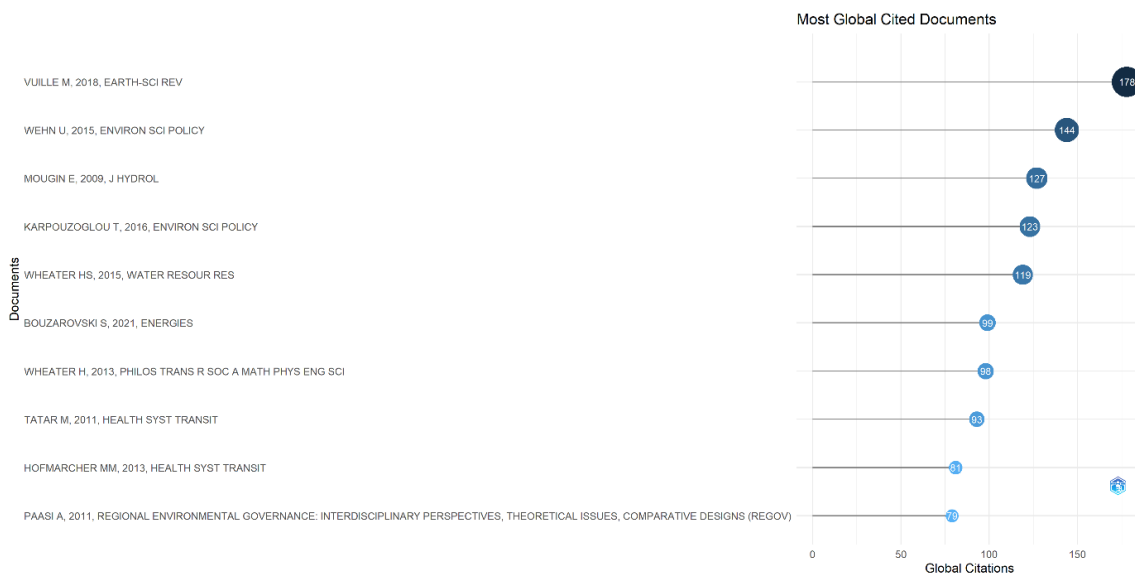 Most Global Cited Documents
VUILLE M, 2018, EARTH-SCI REV
178
WEHN U, 2015, ENVIRON SCI POLICY
144
MOUGIN E, 2009, J HYDROL
127
KARPOUZOGLOU T, 2016, ENVIRON SCI POLICY
123
WHEATER HS, 2015, WATER RESOUR RES
119
Documents
BOUZAROVSKI S, 2021, ENERGIES
99
WHEATER H, 2013, PHILOS TRANS R SOC A MATH PHYS ENG SCI
98
TATAR M, 2011, HEALTH SYST TRANSIT
93
HOFMARCHER MM, 2013, HEALTH SYST TRANSIT
81
PAASI A, 2011, REGIONAL ENVIRONMENTAL GOVERNANCE: INTERDISCIPLINARY PERSPECTIVES, THEORETICAL ISSUES, COMPARATIVE DESIGNS (REGOV)
79
0 50 100 150
Global Citations